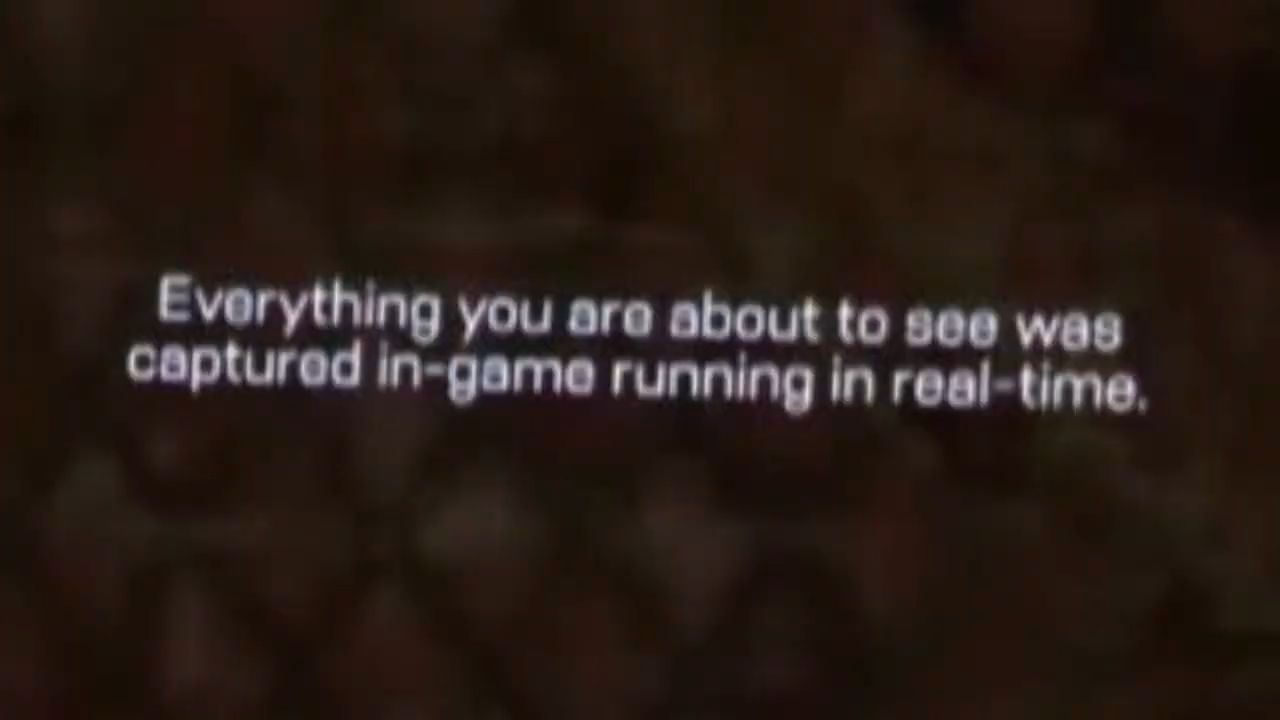 Everything you are about to see was
captured in-game running in real-time.